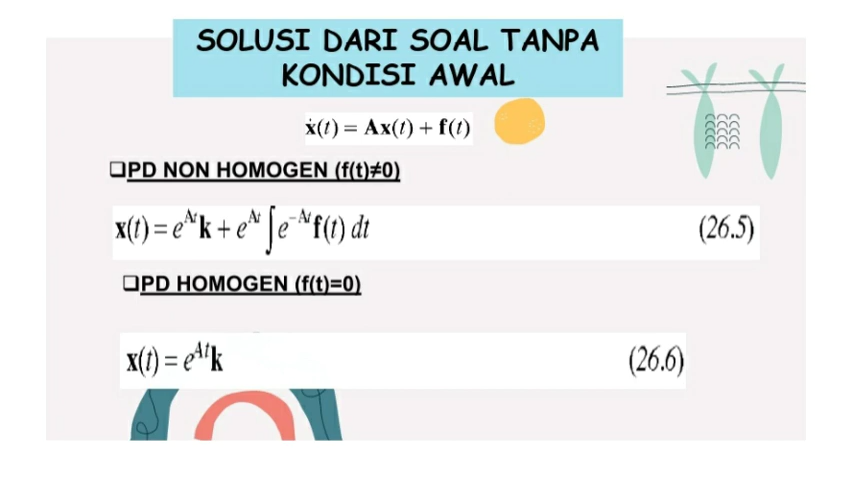 SOLUSI DARI SOAL TANPA
KONDISI AWAL
ẋ(t) = Ax(t) + f(t)
❑PD NON HOMOGEN (f(t)≠0)
x(t) = e^{At}k + e^{At} ∫ e^{-At} f(t) dt (26.5)
❑PD HOMOGEN (f(t)=0)
x(t) = e^{At}k (26.6)